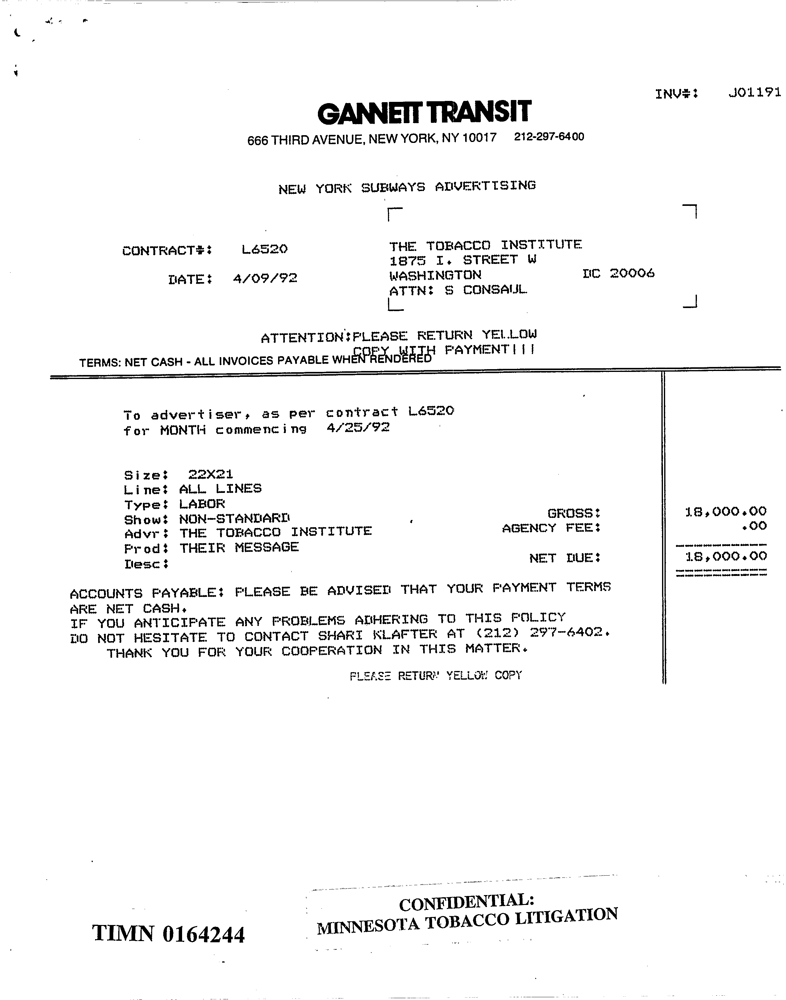 INV#: J01191
GANNETT TRANSIT
666 THIRD AVENUE, NEW YORK, NY 10017 212-297-6400
NEW YORK SUBWAYS ADVERTISING
CONTRACT#: L6520
DATE: 4/09/92
THE TOBACCO INSTITUTE
1875 I. STREET W
WASHINGTON DC 20006
ATTN: S CONSAUL
ATTENTION:PLEASE RETURN YELLOW
COPY WITH PAYMENT!!!
TERMS: NET CASH - ALL INVOICES PAYABLE WHEN RENDERED
To advertiser, as per contract L6520
for MONTH commencing 4/25/92
Size: 22X21
Line: ALL LINES
Type: LABOR
Show: NON-STANDARD GROSS: 18,000.00
Advr: THE TOBACCO INSTITUTE AGENCY FEE: .00
Prod: THEIR MESSAGE
Desc: NET DUE: 18,000.00
ACCOUNTS PAYABLE: PLEASE BE ADVISED THAT YOUR PAYMENT TERMS
ARE NET CASH.
IF YOU ANTICIPATE ANY PROBLEMS ADHERING TO THIS POLICY
DO NOT HESITATE TO CONTACT SHARI KLAFTER AT (212) 297-6402.
THANK YOU FOR YOUR COOPERATION IN THIS MATTER.
PLEASE RETURN YELLOW COPY
CONFIDENTIAL:
MINNESOTA TOBACCO LITIGATION
TIMN 0164244